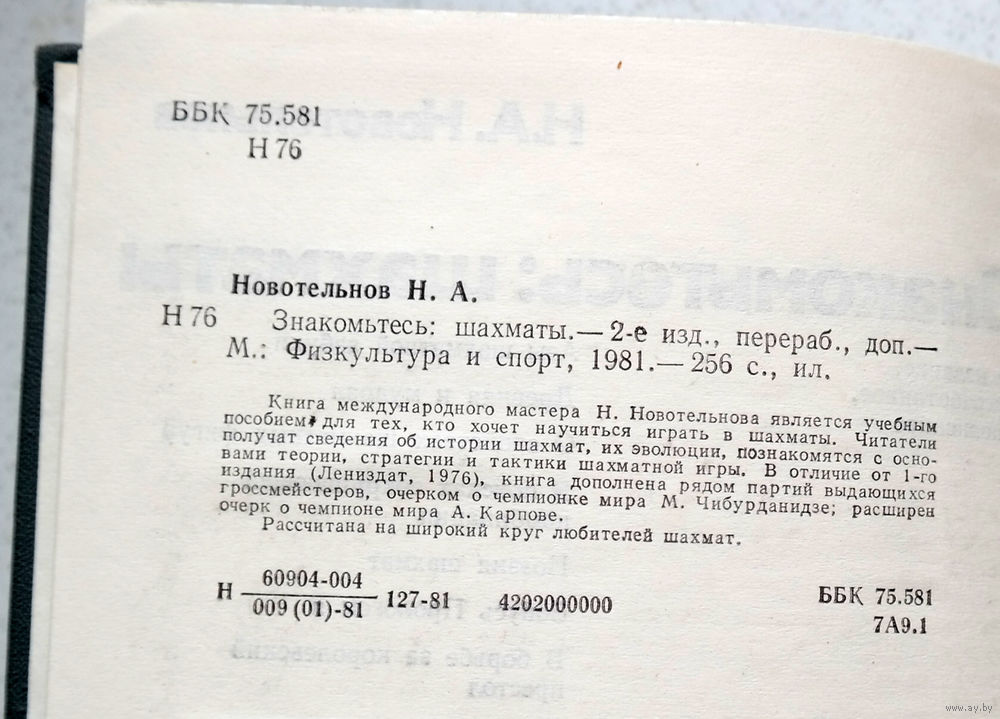 ББК 75.581
Н 76
Новотельнов Н. А.
Н 76 Знакомьтесь: шахматы.— 2-е изд., перераб., доп.—
М.: Физкультура и спорт, 1981.— 256 с., ил.
Книга международного мастера Н. Новотельнова является учебным
пособием для тех, кто хочет научиться играть в шахматы. Читатели
получат сведения об истории шахмат, их эволюции, познакомятся с осно-
вами теории, стратегии и тактики шахматной игры. В отличие от 1-го
издания (Лениздат, 1976), книга дополнена рядом партий выдающихся
гроссмейстеров, очерком о чемпионке мира М. Чибурданидзе; расширен
очерк о чемпионе мира А. Карпове.
Рассчитана на широкий круг любителей шахмат.
Н 60904-004
009 (01)-81 127-81 4202000000
ББК 75.581
7А9.1
www.ay.by